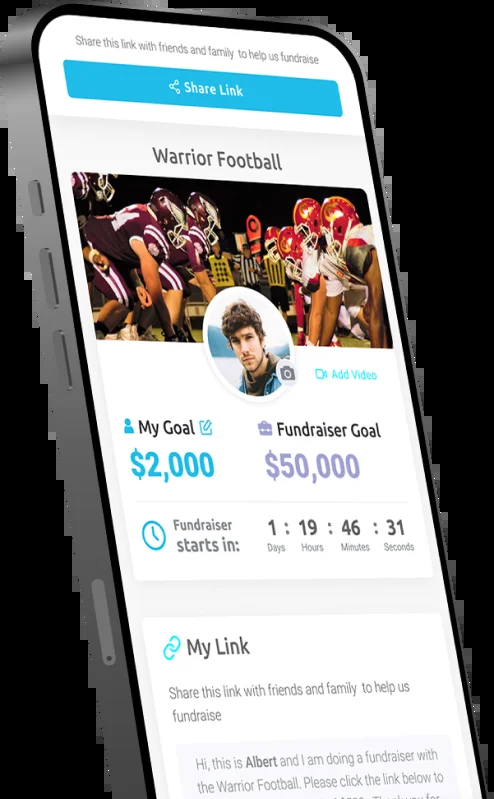 Share this link with friends and family to help us fundraise
Share Link
Warrior Football
Add Video
My Goal
Fundraiser Goal
$2,000
$50,000
Fundraiser
starts in:
1 : 19 : 46 : 31
Days Hours Minutes Seconds
My Link
Share this link with friends and family to help us
fundraise
Hi, this is Albert and I am doing a fundraiser with
the Warrior Football. Please click the link below to